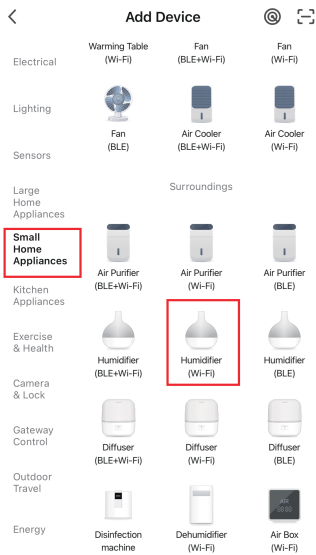 Add Device
Electrical
Lighting
Sensors
Large
Home
Appliances
Small
Home
Appliances
Kitchen
Appliances
Exercise
& Health
Camera
& Lock
Gateway
Control
Outdoor
Travel
Energy
Warming Table
(Wi-Fi)
Fan
(BLE+Wi-Fi)
Fan
(Wi-Fi)
Fan
(BLE)
Air Cooler
(BLE+Wi-Fi)
Air Cooler
(Wi-Fi)
Surroundings
Air Purifier
(BLE+Wi-Fi)
Air Purifier
(Wi-Fi)
Air Purifier
(BLE)
Humidifier
(BLE+Wi-Fi)
Humidifier
(Wi-Fi)
Humidifier
(BLE)
Diffuser
(BLE+Wi-Fi)
Diffuser
(Wi-Fi)
Diffuser
(BLE)
Disinfection
machine
Dehumidifier
(Wi-Fi)
AIR
Air Box
(Wi-Fi)